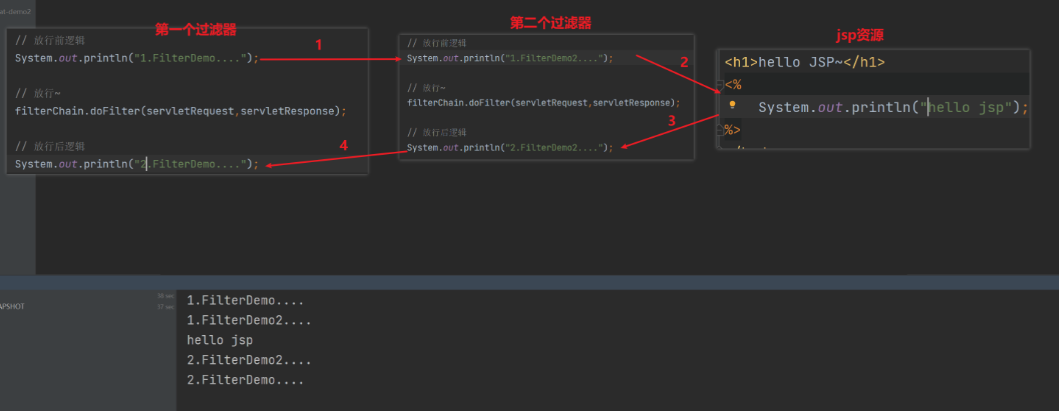 at-demo2
第一个过滤器
// 放行前逻辑
System.out.println("1.FilterDemo....");
// 放行~
filterChain.doFilter(servletRequest,servletResponse);
// 放行后逻辑
System.out.println("2.FilterDemo....");
1
第二个过滤器
// 放行前逻辑
System.out.println("1.FilterDemo2....");
// 放行~
filterChain.doFilter(servletRequest,servletResponse);
// 放行后逻辑
System.out.println("2.FilterDemo2....");
2
3
4
jsp资源
<h1>hello JSP~</h1>
<%
System.out.println("hello jsp");
%>
APSHOT
1.FilterDemo....
1.FilterDemo2....
hello jsp
2.FilterDemo2....
2.FilterDemo....